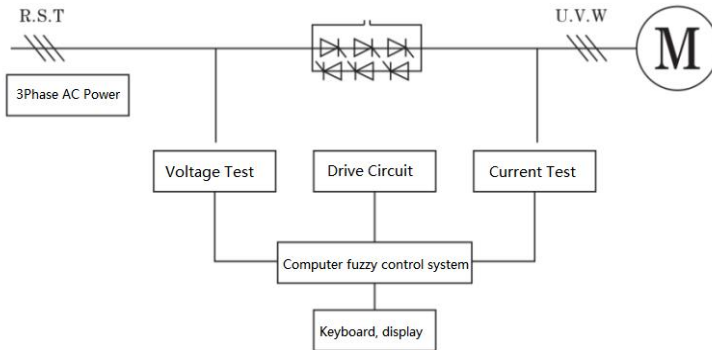 R.S.T
U.V.W
M
3Phase AC Power
Voltage Test
Drive Circuit
Current Test
Computer fuzzy control system
Keyboard, display